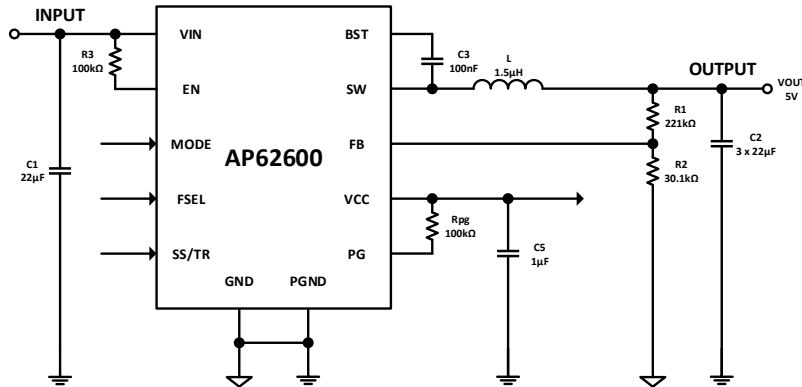 INPUT
OUTPUT
VIN
BST
R3
100kΩ
C3
100nF
L
1.5μH
EN
SW
VOUT
5V
R1
221kΩ
MODE
AP62600
FB
C1
22μF
C2
3 x 22μF
R2
30.1kΩ
FSEL
VCC
Rpg
100kΩ
SS/TR
PG
C5
1μF
GND
PGND